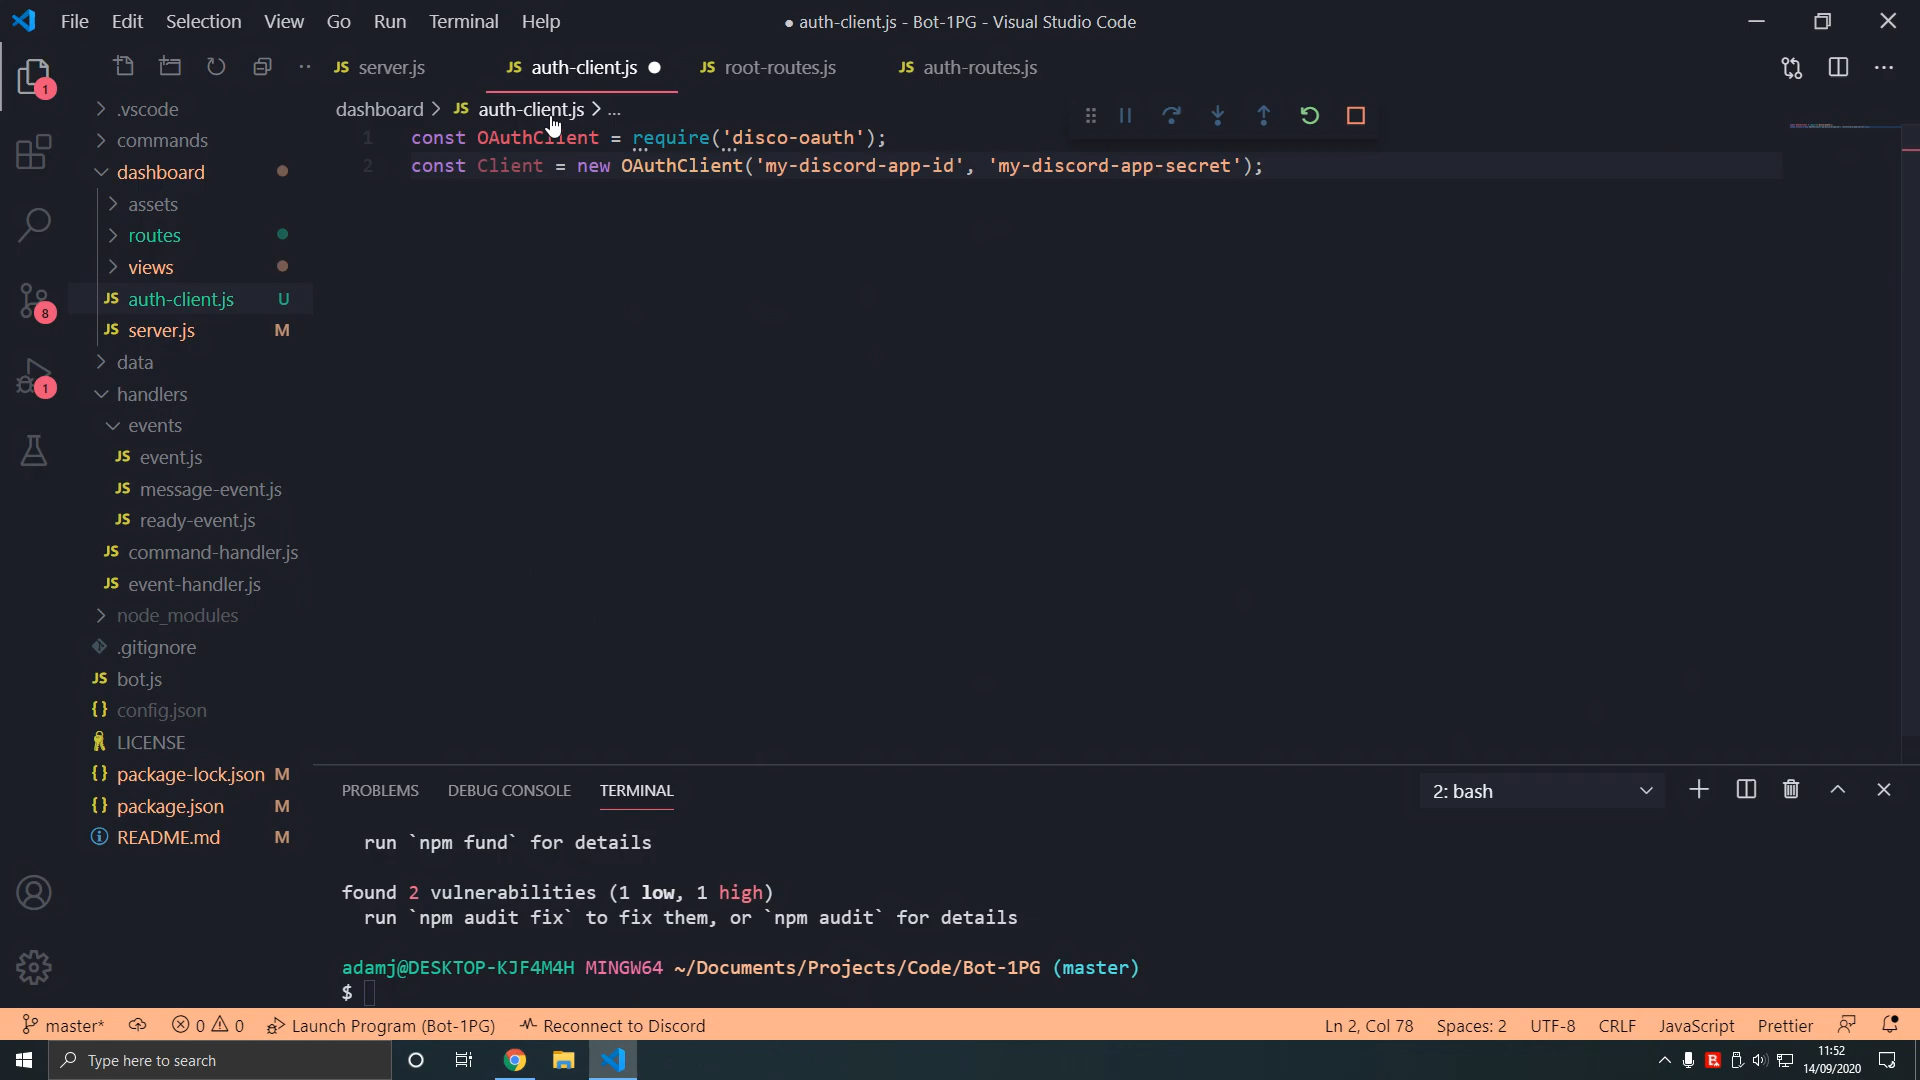 File Edit Selection View Go Run Terminal Help
● auth-client.js - Bot-1PG - Visual Studio Code
JS server.js
JS auth-client.js ●
JS root-routes.js
JS auth-routes.js
dashboard > JS auth-client.js > ...
1 const OAuthClient = require('disco-oauth');
2 const Client = new OAuthClient('my-discord-app-id', 'my-discord-app-secret');
1
8
1
.vscode
commands
dashboard
assets
routes
views
JS auth-client.js U
JS server.js M
data
handlers
events
JS event.js
JS message-event.js
JS ready-event.js
JS command-handler.js
JS event-handler.js
node_modules
.gitignore
JS bot.js
{} config.json
LICENSE
{} package-lock.json M
{} package.json M
README.md M
PROBLEMS DEBUG CONSOLE TERMINAL
2: bash
run `npm fund` for details
found 2 vulnerabilities (1 low, 1 high)
run `npm audit fix` to fix them, or `npm audit` for details
adamj@DESKTOP-KJF4M4H MINGW64 ~/Documents/Projects/Code/Bot-1PG (master)
$
master* 0 0 Launch Program (Bot-1PG) Reconnect to Discord
Ln 2, Col 78 Spaces: 2 UTF-8 CRLF JavaScript Prettier
Type here to search
11:52
14/09/2020